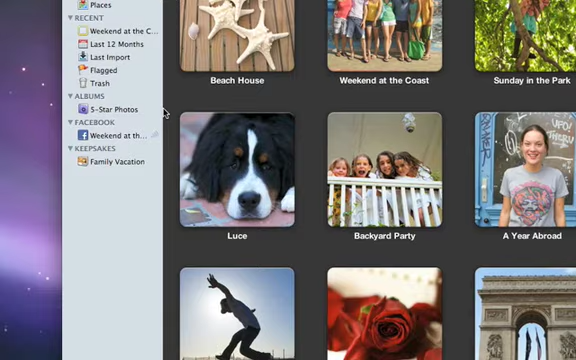 Places
RECENT
Weekend at the C...
Last 12 Months
Last Import
Flagged
Trash
ALBUMS
5-Star Photos
FACEBOOK
Weekend at th...
KEEPSAKES
Family Vacation
Beach House
Weekend at the Coast
Sunday in the Park
Luce
Backyard Party
A Year Abroad